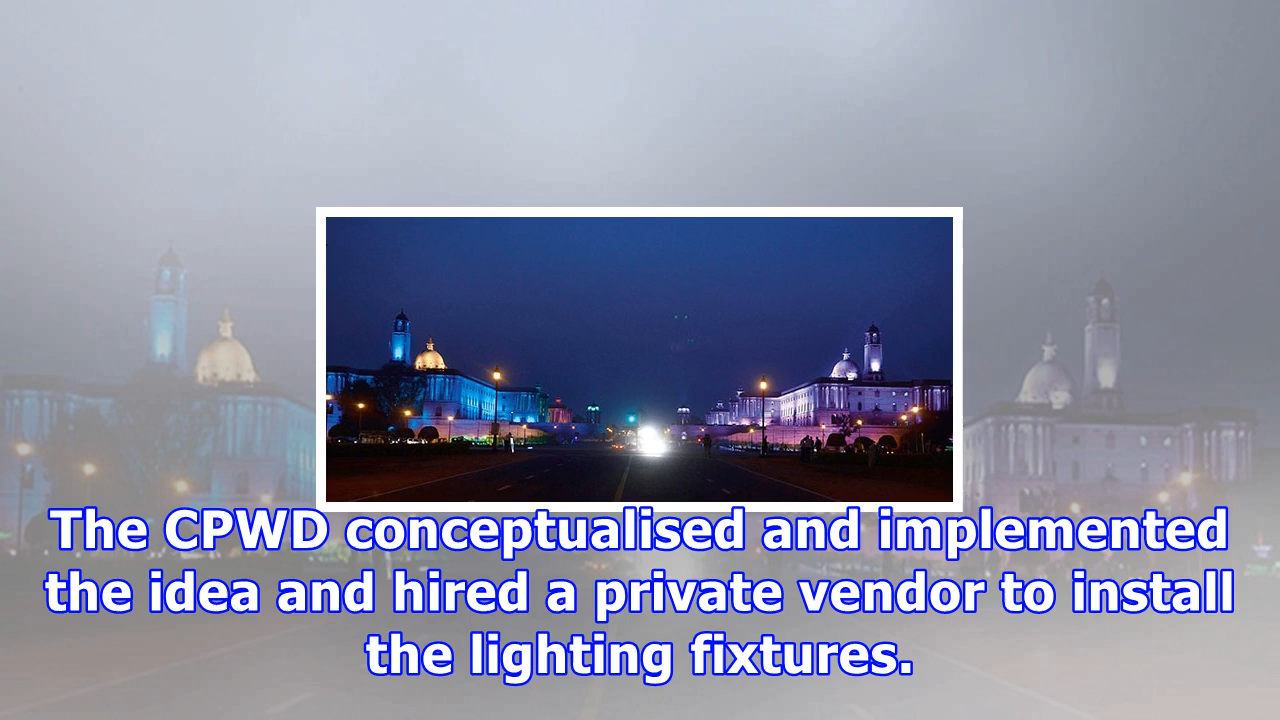 The CPWD conceptualised and implemented
the idea and hired a private vendor to install
the lighting fixtures.